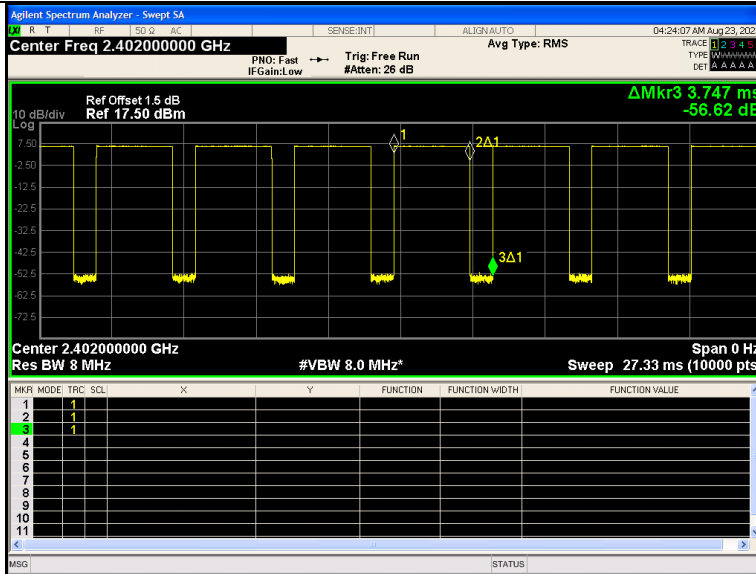 Agilent Spectrum Analyzer - Swept SA
LXI R T RF 50 Ω AC SENSE:INT ALIGN AUTO 04:24:07 AM Aug 23, 202
Center Freq 2.402000000 GHz Avg Type: RMS TRACE 1 2 3 4 5
PNO: Fast Trig: Free Run TYPE
IFGain:Low #Atten: 26 dB DET A A A A A
ΔMkr3 3.747 ms
Ref Offset 1.5 dB
10 dB/div Ref 17.50 dBm -56.62 dB
Log
1
7.50 2Δ1
-2.50
-12.5
-22.5
-32.5
-42.5 3Δ1
-52.5
-62.5
-72.5
Center 2.402000000 GHz Span 0 Hz
Res BW 8 MHz #VBW 8.0 MHz* Sweep 27.33 ms (10000 pts
MKR MODE TRC SCL X Y FUNCTION FUNCTION WIDTH FUNCTION VALUE
1 1
2 1
3 1
4
5
6
7
8
9
10
11
MSG STATUS